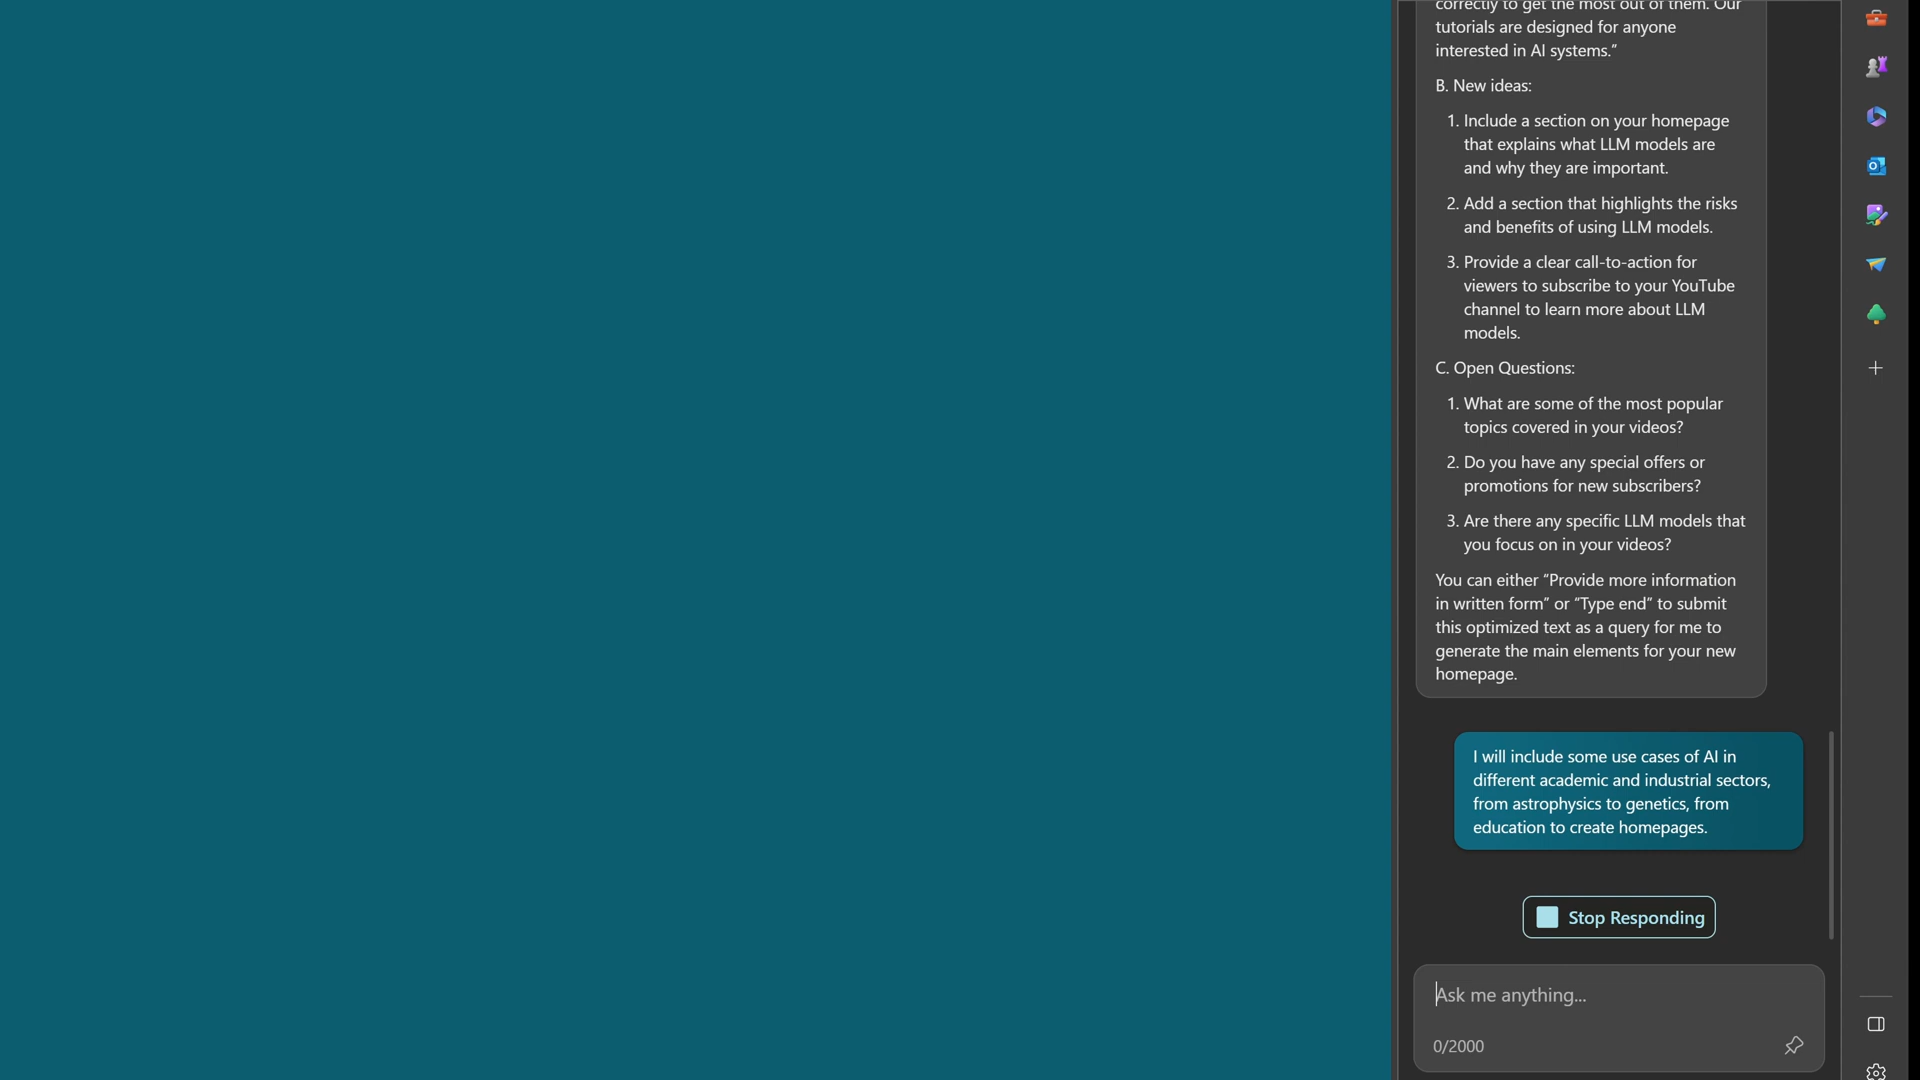 correctly to get the most out of them. Our
tutorials are designed for anyone
interested in AI systems.”
B. New ideas:
1. Include a section on your homepage
that explains what LLM models are
and why they are important.
2. Add a section that highlights the risks
and benefits of using LLM models.
3. Provide a clear call-to-action for
viewers to subscribe to your YouTube
channel to learn more about LLM
models.
C. Open Questions:
1. What are some of the most popular
topics covered in your videos?
2. Do you have any special offers or
promotions for new subscribers?
3. Are there any specific LLM models that
you focus on in your videos?
You can either “Provide more information
in written form” or “Type end” to submit
this optimized text as a query for me to
generate the main elements for your new
homepage.
I will include some use cases of AI in
different academic and industrial sectors,
from astrophysics to genetics, from
education to create homepages.
Stop Responding
Ask me anything...
0/2000